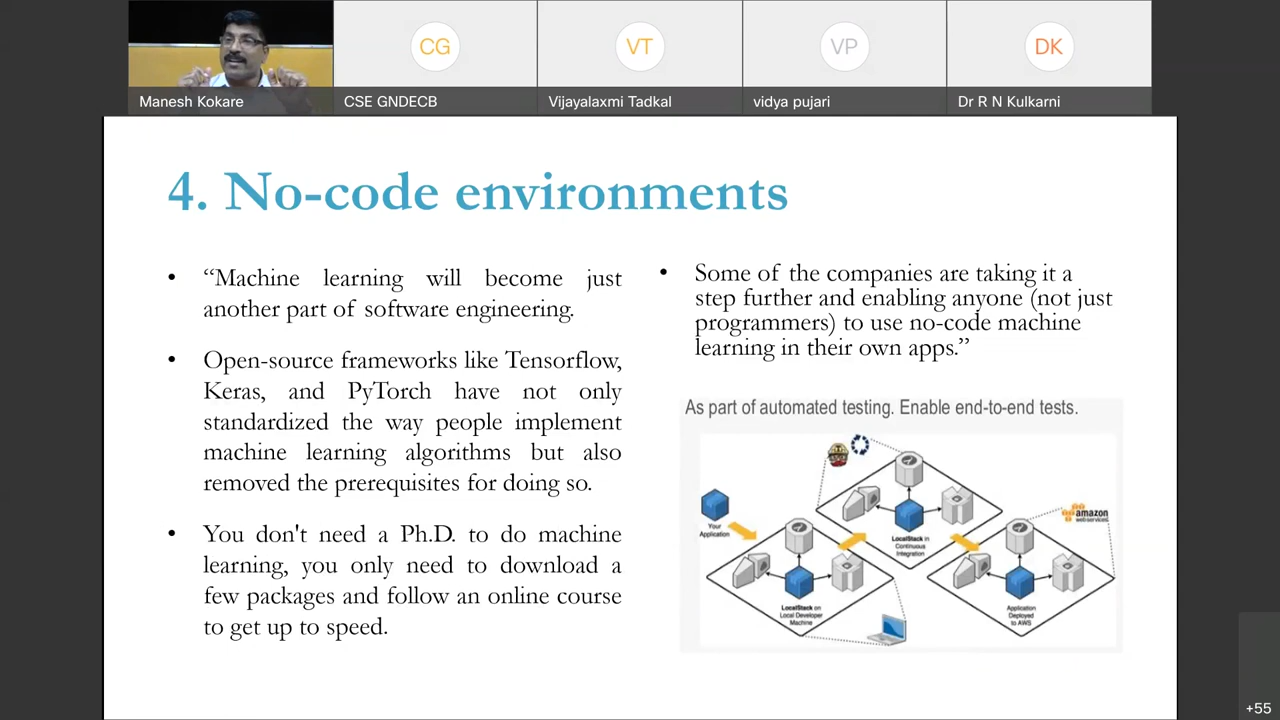 CG
VT
VP
DK
Manesh Kokare
CSE GNDECB
Vijayalaxmi Tadkal
vidya pujari
Dr R N Kulkarni
4. No-code environments
• “Machine learning will become just
another part of software engineering.
• Open-source frameworks like Tensorflow,
Keras, and PyTorch have not only
standardized the way people implement
machine learning algorithms but also
removed the prerequisites for doing so.
• You don't need a Ph.D. to do machine
learning, you only need to download a
few packages and follow an online course
to get up to speed.
• Some of the companies are taking it a
step further and enabling anyone (not just
programmers) to use no-code machine
learning in their own apps.”
As part of automated testing. Enable end-to-end tests.
Your
Application
LocalStack on
Local Developer
Machine
LocalStack in
Continuous
Integration
amazon
webservices
Application
Deployed
to AWS
+55